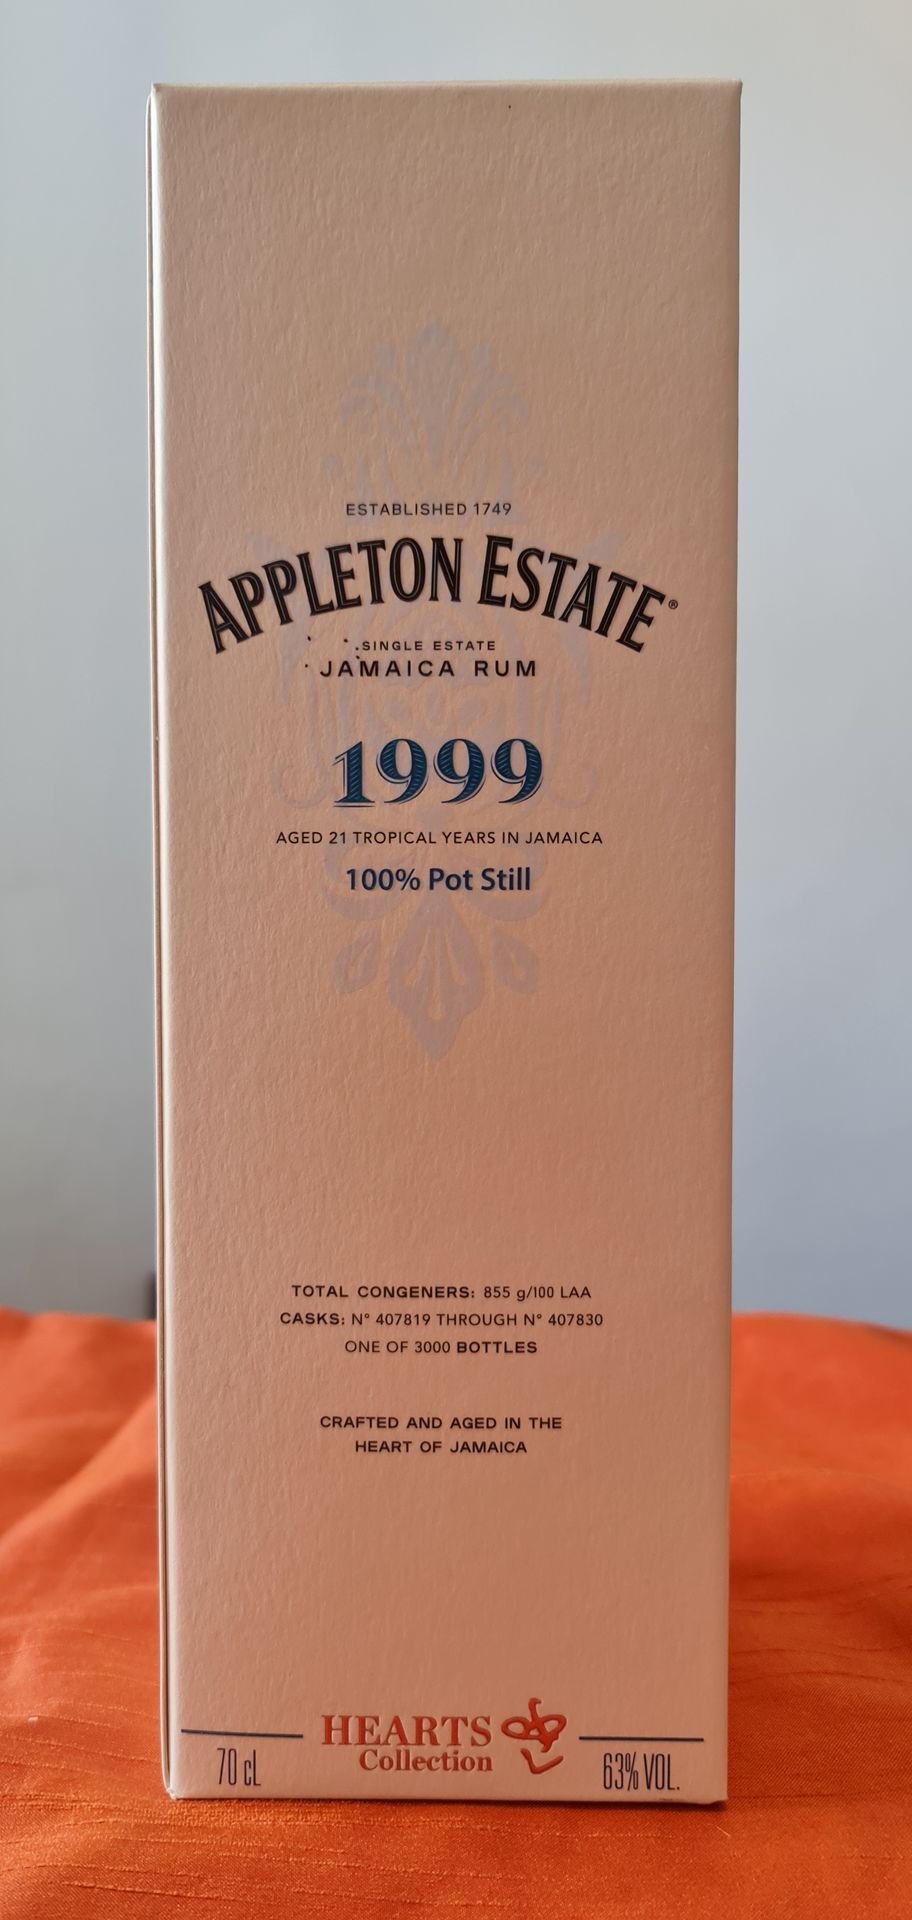 ESTABLISHED 1749
APPLETON ESTATE®
SINGLE ESTATE
JAMAICA RUM
1999
AGED 21 TROPICAL YEARS IN JAMAICA
100% Pot Still
TOTAL CONGENERS: 855 g/100 LAA
CASKS: N° 407819 THROUGH N° 407830
ONE OF 3000 BOTTLES
CRAFTED AND AGED IN THE
HEART OF JAMAICA
HEARTS
Collection
70 cL
63% VOL.